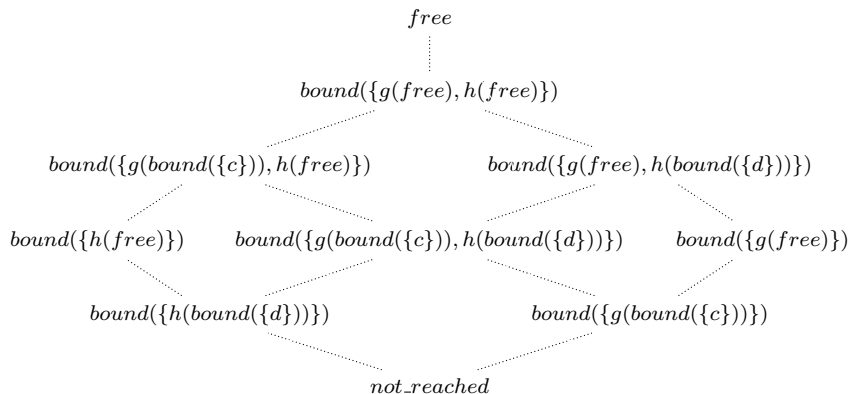 free
bound({g(free), h(free)})
bound({g(bound({c})), h(free)}) bound({g(free), h(bound({d}))})
bound({h(free)}) bound({g(bound({c})), h(bound({d}))}) bound({g(free)})
bound({h(bound({d}))}) bound({g(bound({c}))})
not_reached